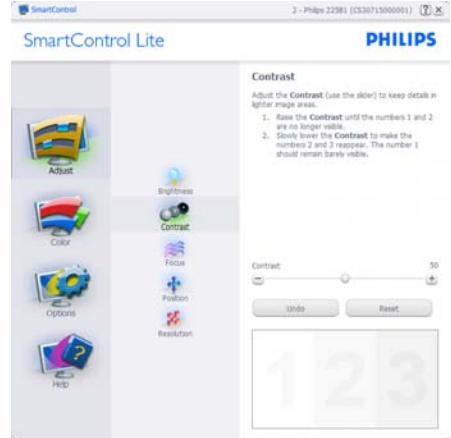 SmartControl
2 - Philips 225B1 (CS30715000001)
? X
SmartControl Lite
PHILIPS
Adjust
Color
Options
Help
Brightness
Contrast
Focus
Position
Resolution
Contrast
Adjust the Contrast (use the slider) to keep details in
lighter image areas.
1. Raise the Contrast until the numbers 1 and 2
are no longer visible.
2. Slowly lower the Contrast to make the
numbers 2 and 3 reappear. The number 1
should remain barely visible.
Contrast 50
Undo Reset
1 2 3